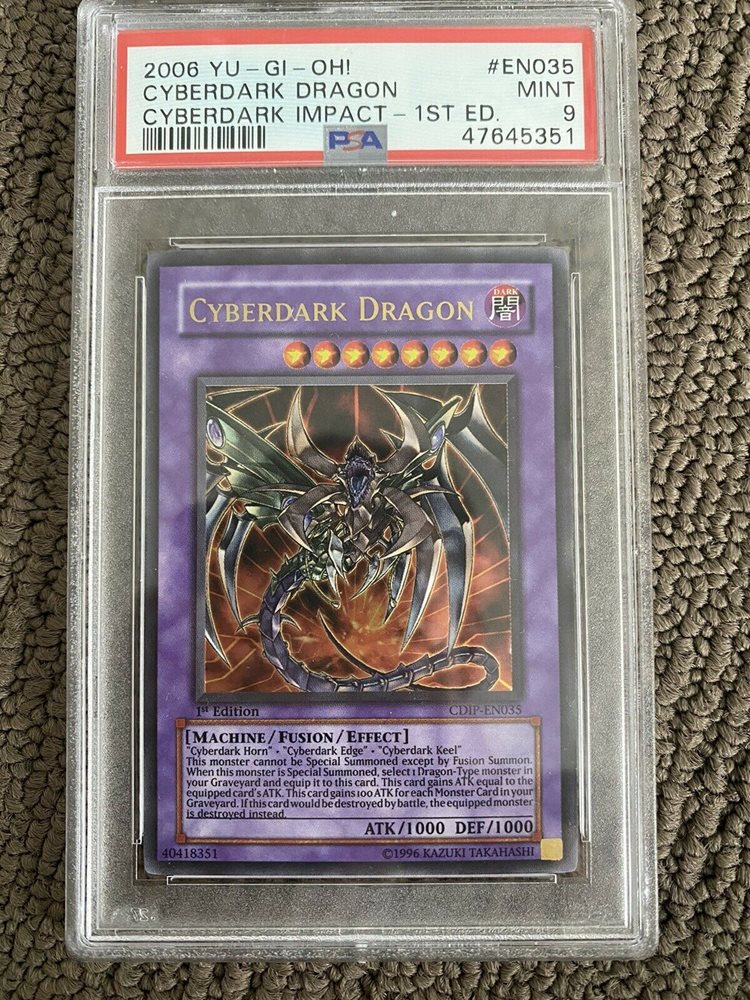 2006 YU-GI-OH! #EN035
CYBERDARK DRAGON MINT
CYBERDARK IMPACT-1ST ED. 9
PSA 47645351
CYBERDARK DRAGON DARK 闇
1st Edition CDIP-EN035
[MACHINE/FUSION/EFFECT]
"Cyberdark Horn" · "Cyberdark Edge" · "Cyberdark Keel"
This monster cannot be Special Summoned except by Fusion Summon.
When this monster is Special Summoned, select 1 Dragon-Type monster in
your Graveyard and equip it to this card. This card gains ATK equal to the
equipped card's ATK. This card gains 100 ATK for each Monster Card in your
Graveyard. If this card would be destroyed by battle, the equipped monster
is destroyed instead.
ATK/1000 DEF/1000
40418351 ©1996 KAZUKI TAKAHASHI